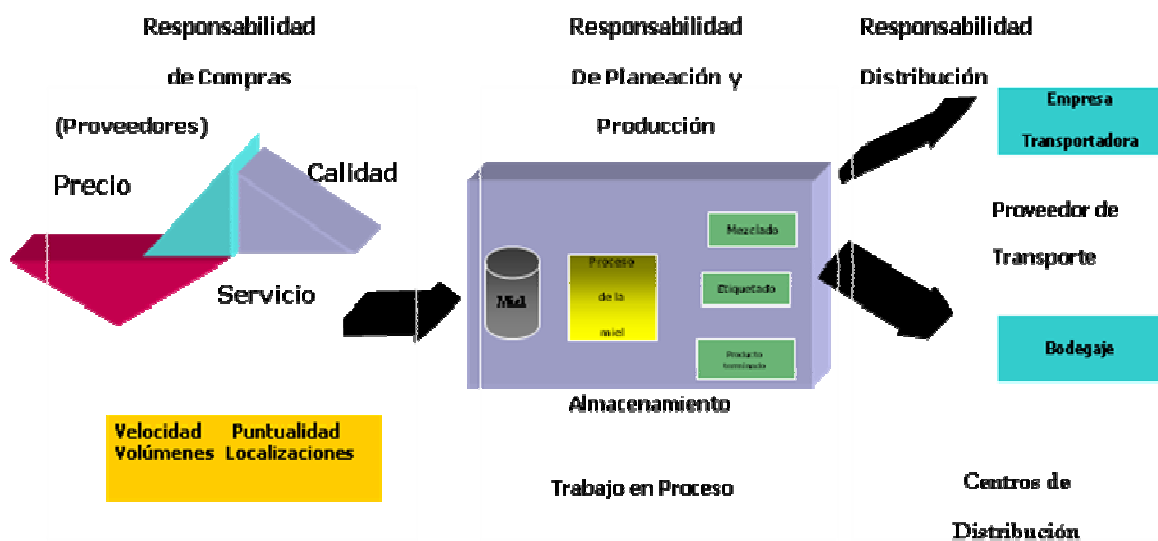 Responsabilidad
de Compras
(Proveedores)
Precio
Calidad
Servicio
Velocidad Puntualidad
Volúmenes Localizaciones
Responsabilidad
De Planeación y
Producción
Miel
Proceso
de la
miel
Mezclado
Etiquetado
Producto
terminado
Almacenamiento
Trabajo en Proceso
Responsabilidad
Distribución
Empresa
Transportadora
Proveedor de
Transporte
Bodegaje
Centros de
Distribución